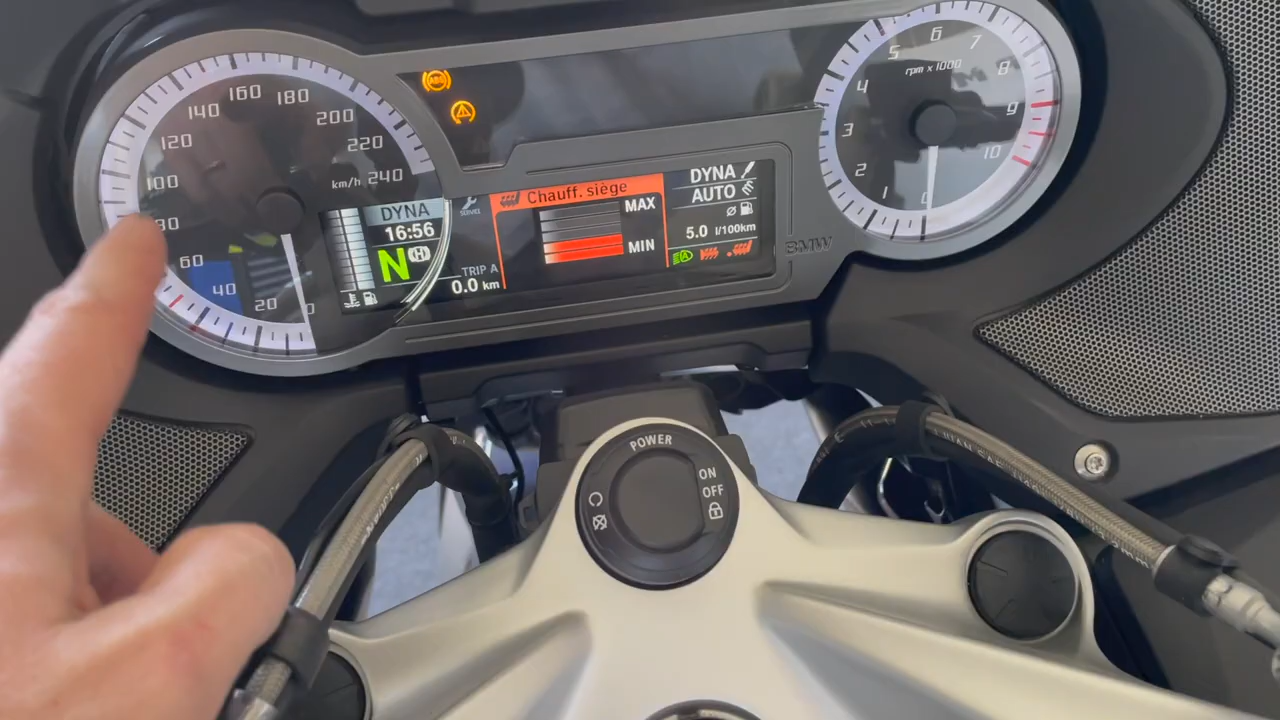 20
40
60
80
100
120
140
160
180
200
220
240
km/h
0
ABS
DYNA
16:56
N
H
TRIP A
0.0 km
Chauff. siège
MAX
MIN
DYNA
AUTO
Ø
5.0 l/100km
A
BMW
0
1
2
3
4
5
6
7
8
9
10
rpm x 1000
POWER
ON
OFF